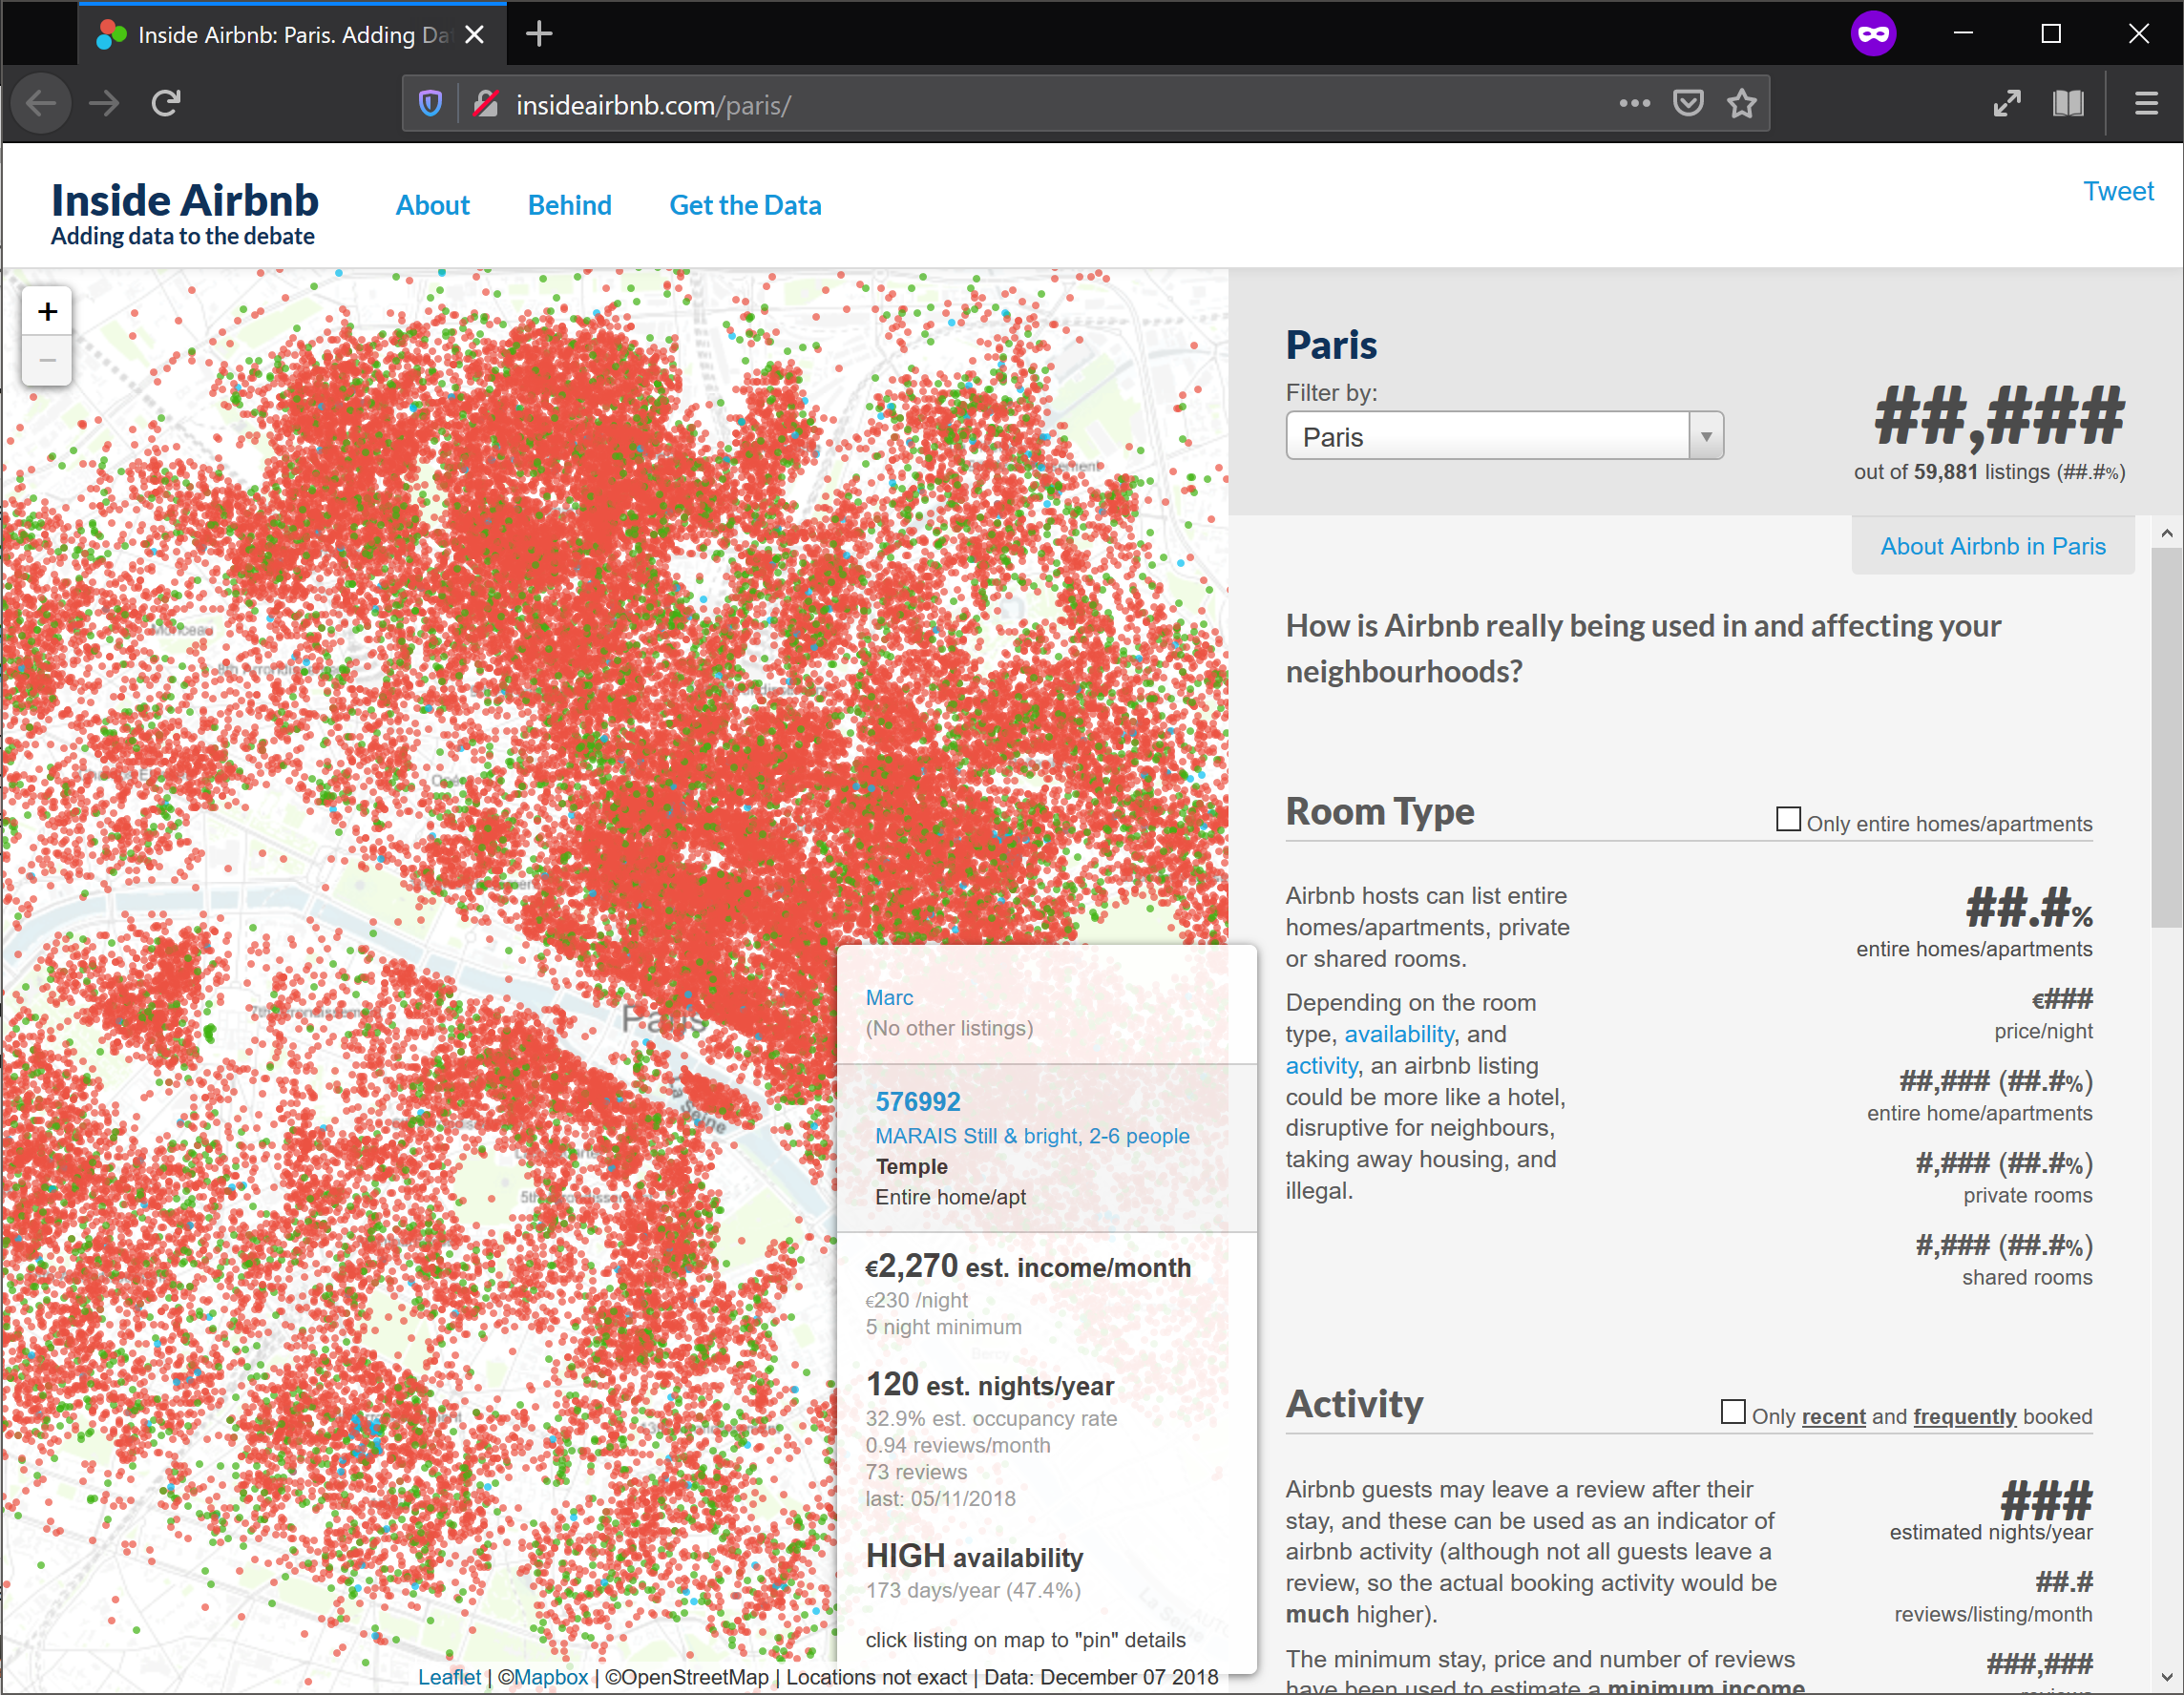 Inside Airbnb: Paris. Adding Da
insideairbnb.com/paris/
Inside Airbnb
Adding data to the debate
About
Behind
Get the Data
Tweet
+
−
Paris
Filter by:
Paris
##,###
out of 59,881 listings (##.#%)
About Airbnb in Paris
How is Airbnb really being used in and affecting your
neighbourhoods?
Room Type
Only entire homes/apartments
Airbnb hosts can list entire
homes/apartments, private
or shared rooms.
Depending on the room
type, availability, and
activity, an airbnb listing
could be more like a hotel,
disruptive for neighbours,
taking away housing, and
illegal.
##.#%
entire homes/apartments
€###
price/night
##,### (##.#%)
entire home/apartments
#,### (##.#%)
private rooms
#,### (##.#%)
shared rooms
Activity
Only recent and frequently booked
Airbnb guests may leave a review after their
stay, and these can be used as an indicator of
airbnb activity (although not all guests leave a
review, so the actual booking activity would be
much higher).
The minimum stay, price and number of reviews
have been used to estimate a minimum income
###
estimated nights/year
##.#
reviews/listing/month
###,###
reviews
Paris
La Seine
Marc
(No other listings)
576992
MARAIS Still & bright, 2-6 people
Temple
Entire home/apt
€2,270 est. income/month
€230 /night
5 night minimum
120 est. nights/year
32.9% est. occupancy rate
0.94 reviews/month
73 reviews
last: 05/11/2018
HIGH availability
173 days/year (47.4%)
click listing on map to "pin" details
La Seine
Leaflet | ©Mapbox | ©OpenStreetMap | Locations not exact | Data: December 07 2018